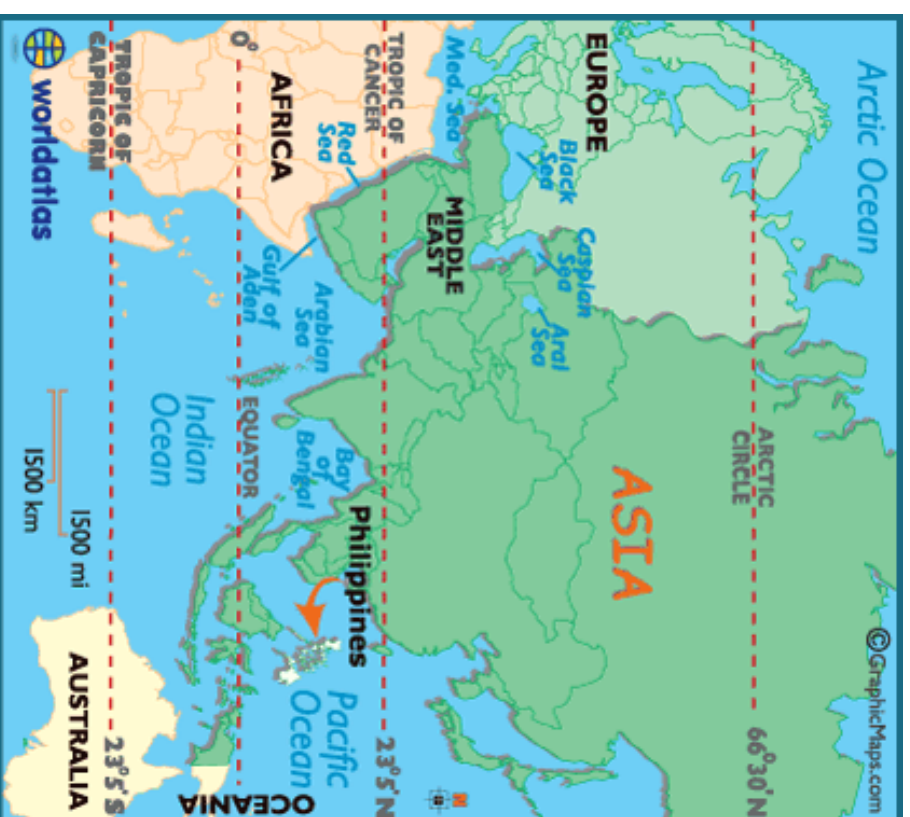 Arctic Ocean
©GraphicMaps.com
ARCTIC
CIRCLE
66°30' N
EUROPE
ASIA
Black
Sea
Caspian
Sea
Aral
Sea
Med. Sea
MIDDLE
EAST
TROPIC OF
CANCER
23°5' N
Philippines
Red
Sea
AFRICA
Gulf of
Aden
Arabian
Sea
Bay
of
Bengal
Pacific
Ocean
0°
EQUATOR
OCEANIA
Indian
Ocean
TROPIC OF
CAPRICORN
23°5' S
AUSTRALIA
1500 mi
1500 km
worldatlas
N